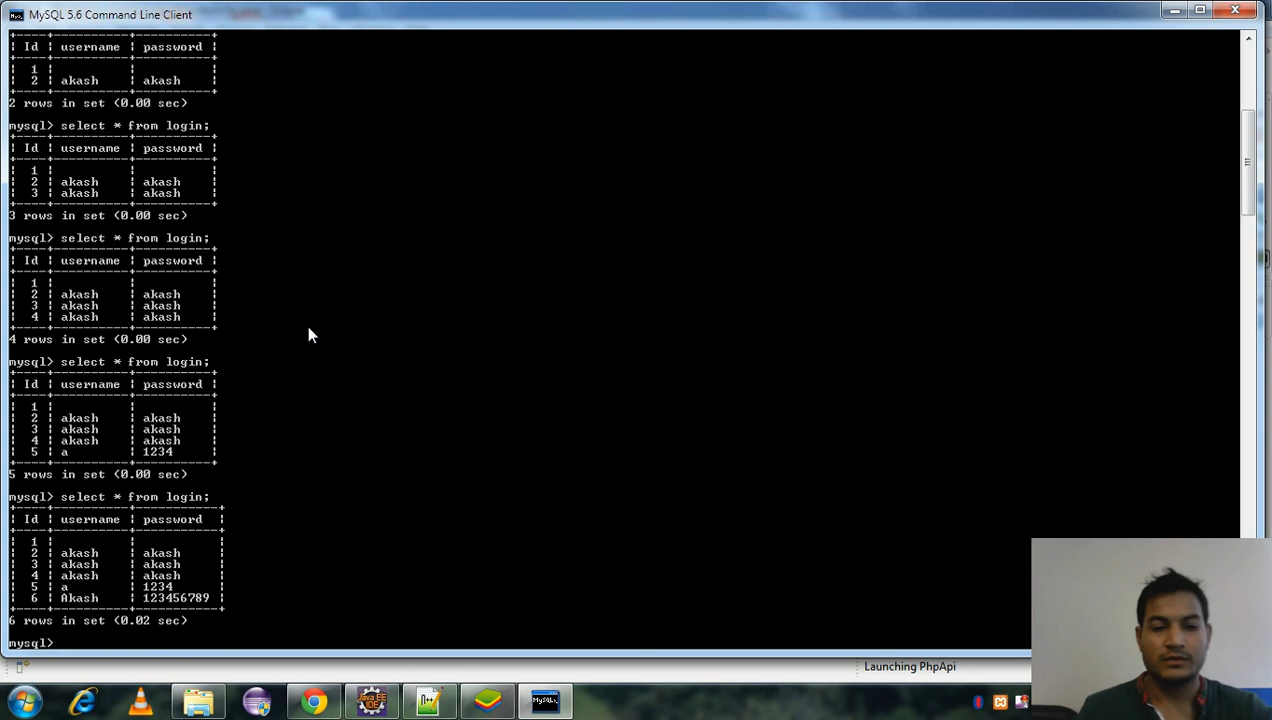 MySQL 5.6 Command Line Client
| Id | username | password |
| 1 | | |
| 2 | akash | akash |
2 rows in set (0.00 sec)
mysql> select * from login;
| Id | username | password |
| 1 | | |
| 2 | akash | akash |
| 3 | akash | akash |
3 rows in set (0.00 sec)
mysql> select * from login;
| Id | username | password |
| 1 | | |
| 2 | akash | akash |
| 3 | akash | akash |
| 4 | akash | akash |
4 rows in set (0.00 sec)
mysql> select * from login;
| Id | username | password |
| 1 | | |
| 2 | akash | akash |
| 3 | akash | akash |
| 4 | akash | akash |
| 5 | a | 1234 |
5 rows in set (0.00 sec)
mysql> select * from login;
| Id | username | password |
| 1 | | |
| 2 | akash | akash |
| 3 | akash | akash |
| 4 | akash | akash |
| 5 | a | 1234 |
| 6 | Akash | 123456789 |
6 rows in set (0.02 sec)
mysql>
Launching PhpApi
Java EE
IDE
N++
MySQL